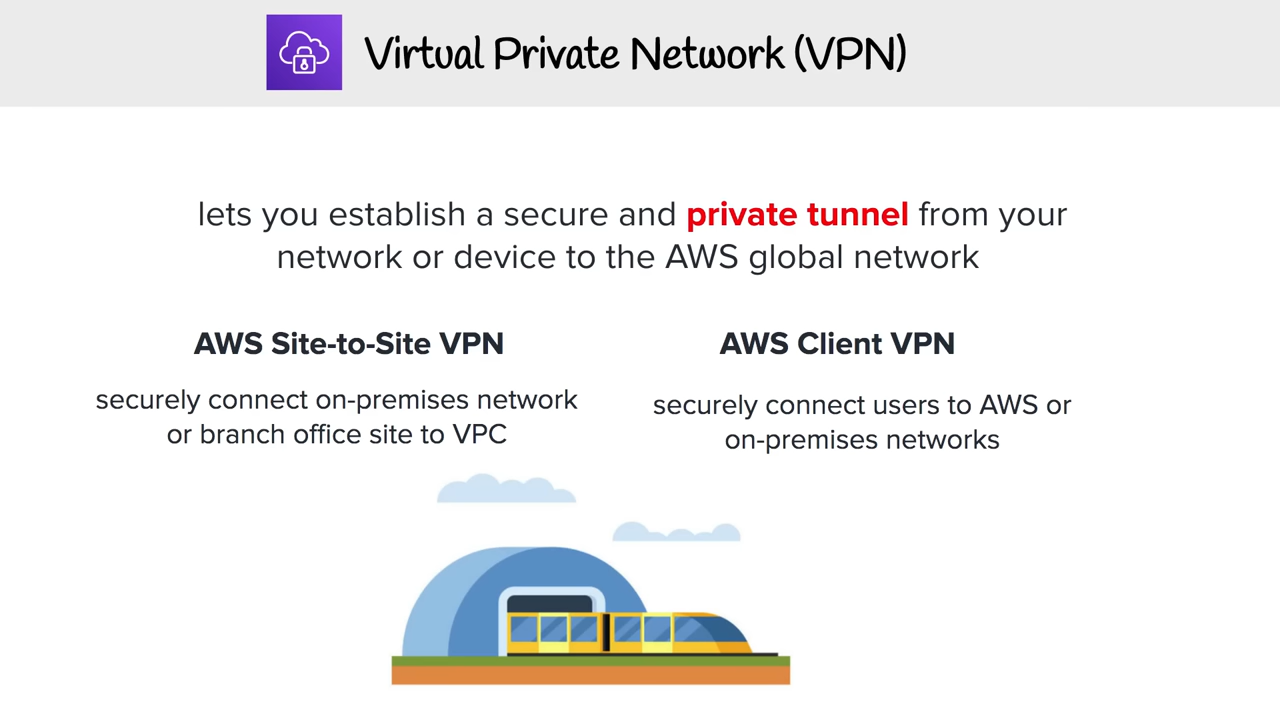 Virtual Private Network (VPN)
lets you establish a secure and private tunnel from your
network or device to the AWS global network
AWS Site-to-Site VPN
securely connect on-premises network
or branch office site to VPC
AWS Client VPN
securely connect users to AWS or
on-premises networks